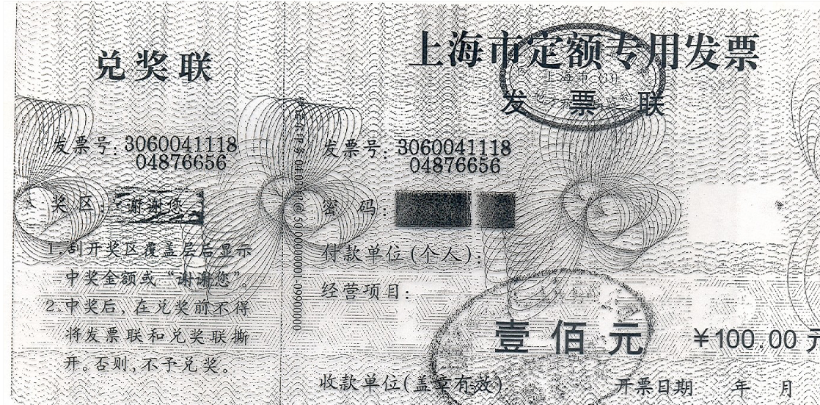 兑奖联
发票号:3060041118
04876656
奖区:谢谢您
1.刮开奖区覆盖层后显示
中奖金额或“谢谢您”。
2.中奖后,在兑奖前不得
将发票联和兑奖联撕
开。否则,不予兑奖。
上海市定额专用发票
发票联
发票号:3060041118
04876656
密码:
付款单位(个人):
经营项目:
壹佰元
¥100.00元
收款单位(盖章有效)
开票日期 年 月